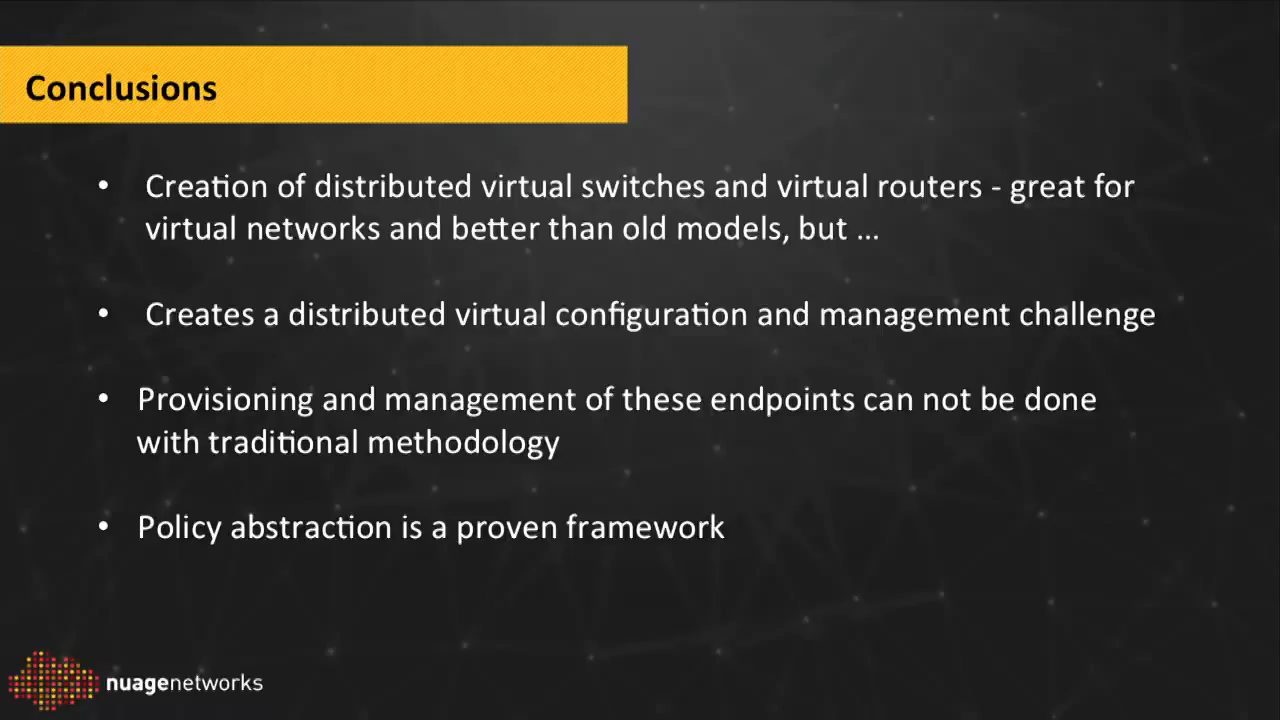 Conclusions
• Creation of distributed virtual switches and virtual routers - great for
virtual networks and better than old models, but ...
• Creates a distributed virtual configuration and management challenge
• Provisioning and management of these endpoints can not be done
with traditional methodology
• Policy abstraction is a proven framework
nuagenetworks